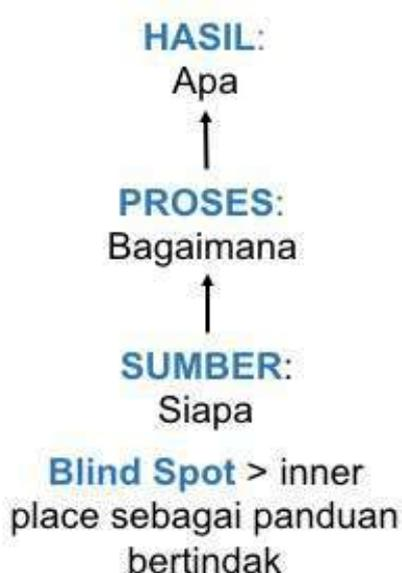 HASIL:
Apa
PROSES:
Bagaimana
SUMBER:
Siapa
Blind Spot > inner
place sebagai panduan
bertindak